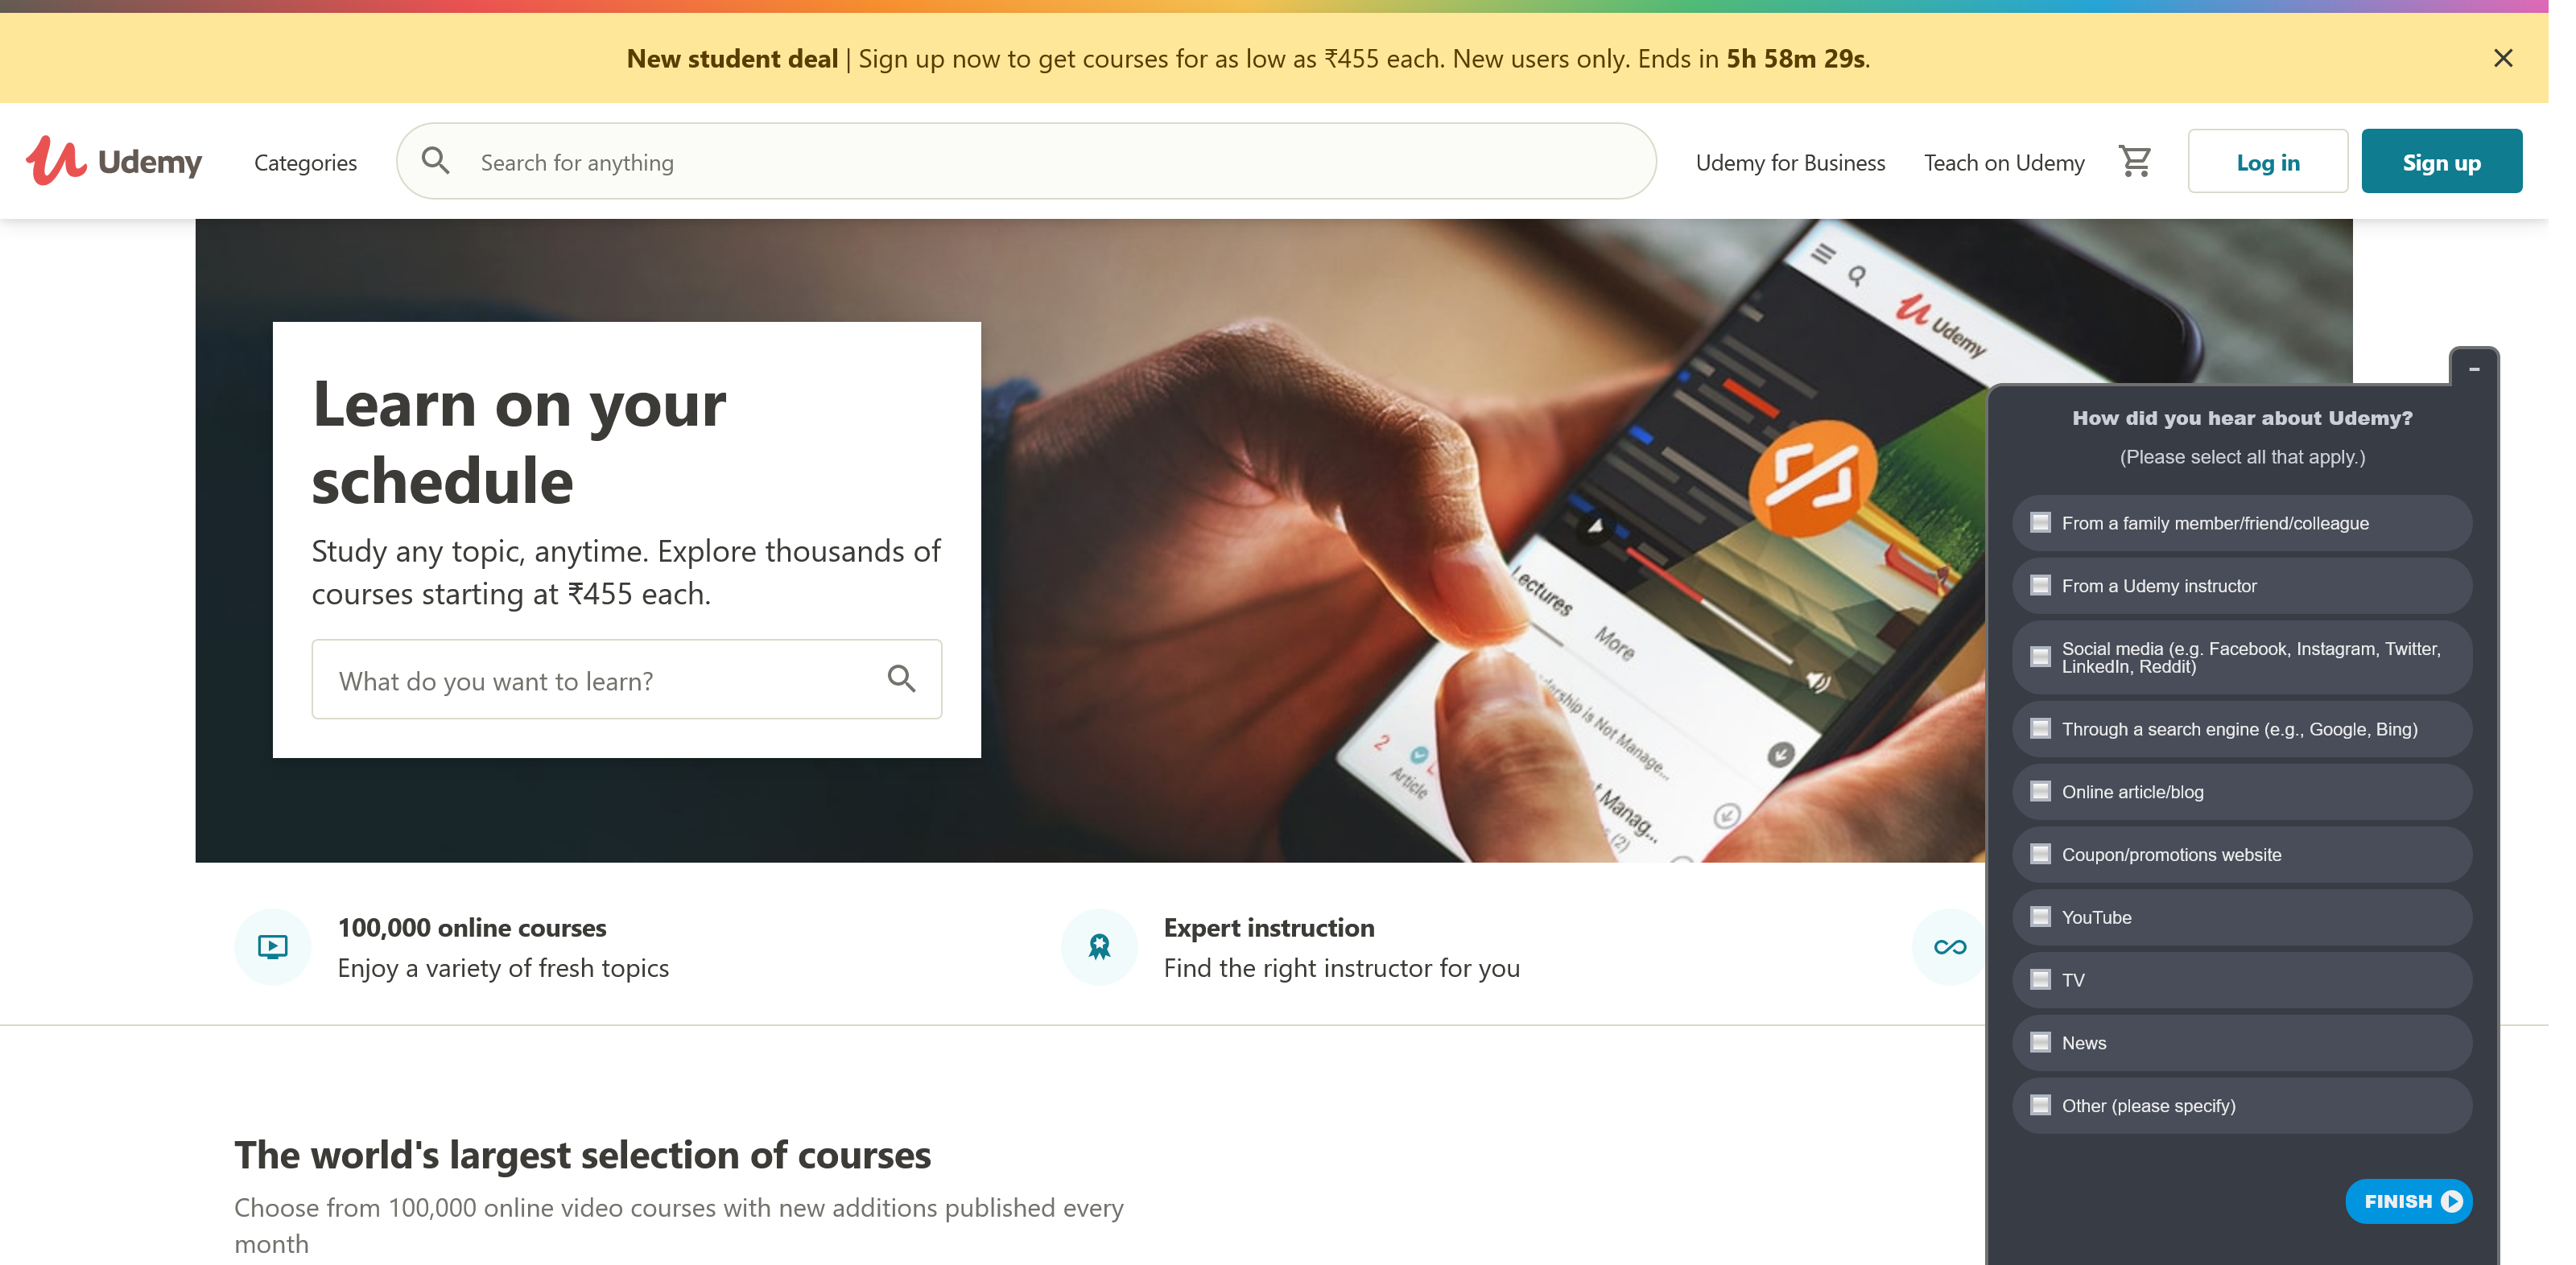 New student deal | Sign up now to get courses for as low as ₹455 each. New users only. Ends in 5h 58m 29s.
Udemy
Categories
Search for anything
Udemy for Business
Teach on Udemy
Log in
Sign up
Learn on your
schedule
Study any topic, anytime. Explore thousands of
courses starting at ₹455 each.
What do you want to learn?
Udemy
Lectures
More
ership is Not Manage...
2
Article
t Manag...
(2)
How did you hear about Udemy?
(Please select all that apply.)
From a family member/friend/colleague
From a Udemy instructor
Social media (e.g. Facebook, Instagram, Twitter,
LinkedIn, Reddit)
Through a search engine (e.g., Google, Bing)
Online article/blog
Coupon/promotions website
YouTube
TV
News
Other (please specify)
FINISH
100,000 online courses
Enjoy a variety of fresh topics
Expert instruction
Find the right instructor for you
The world's largest selection of courses
Choose from 100,000 online video courses with new additions published every
month